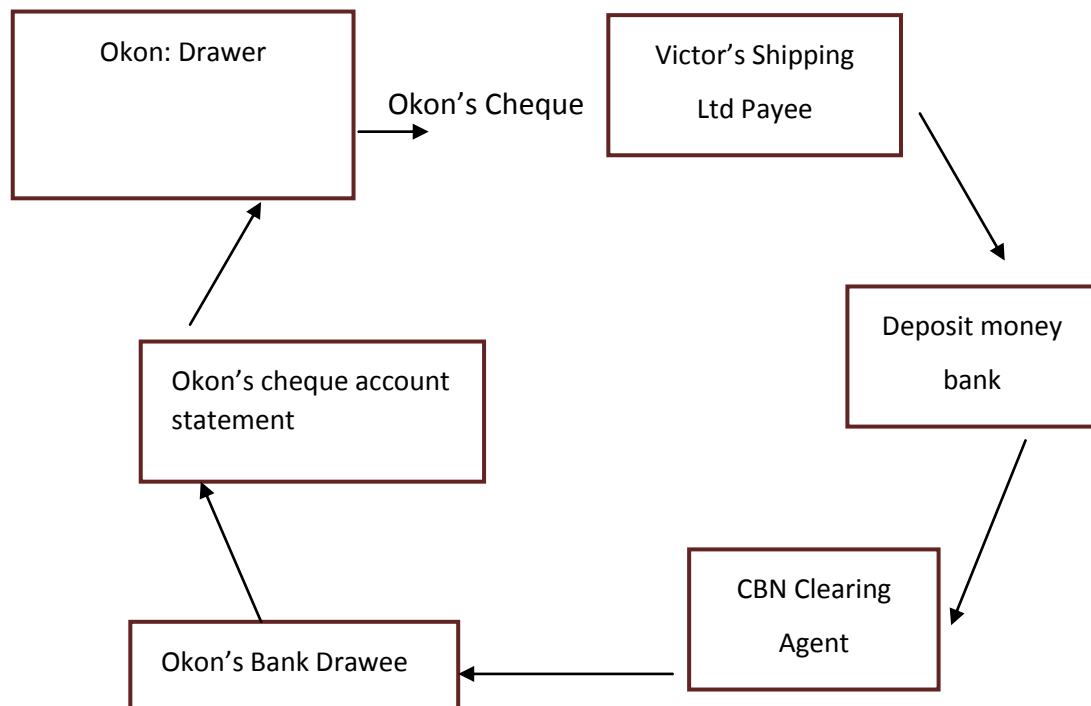 Okon: Drawer
Okon’s Cheque
Victor’s Shipping
Ltd Payee
Deposit money
bank
CBN Clearing
Agent
Okon’s Bank Drawee
Okon’s cheque account
statement